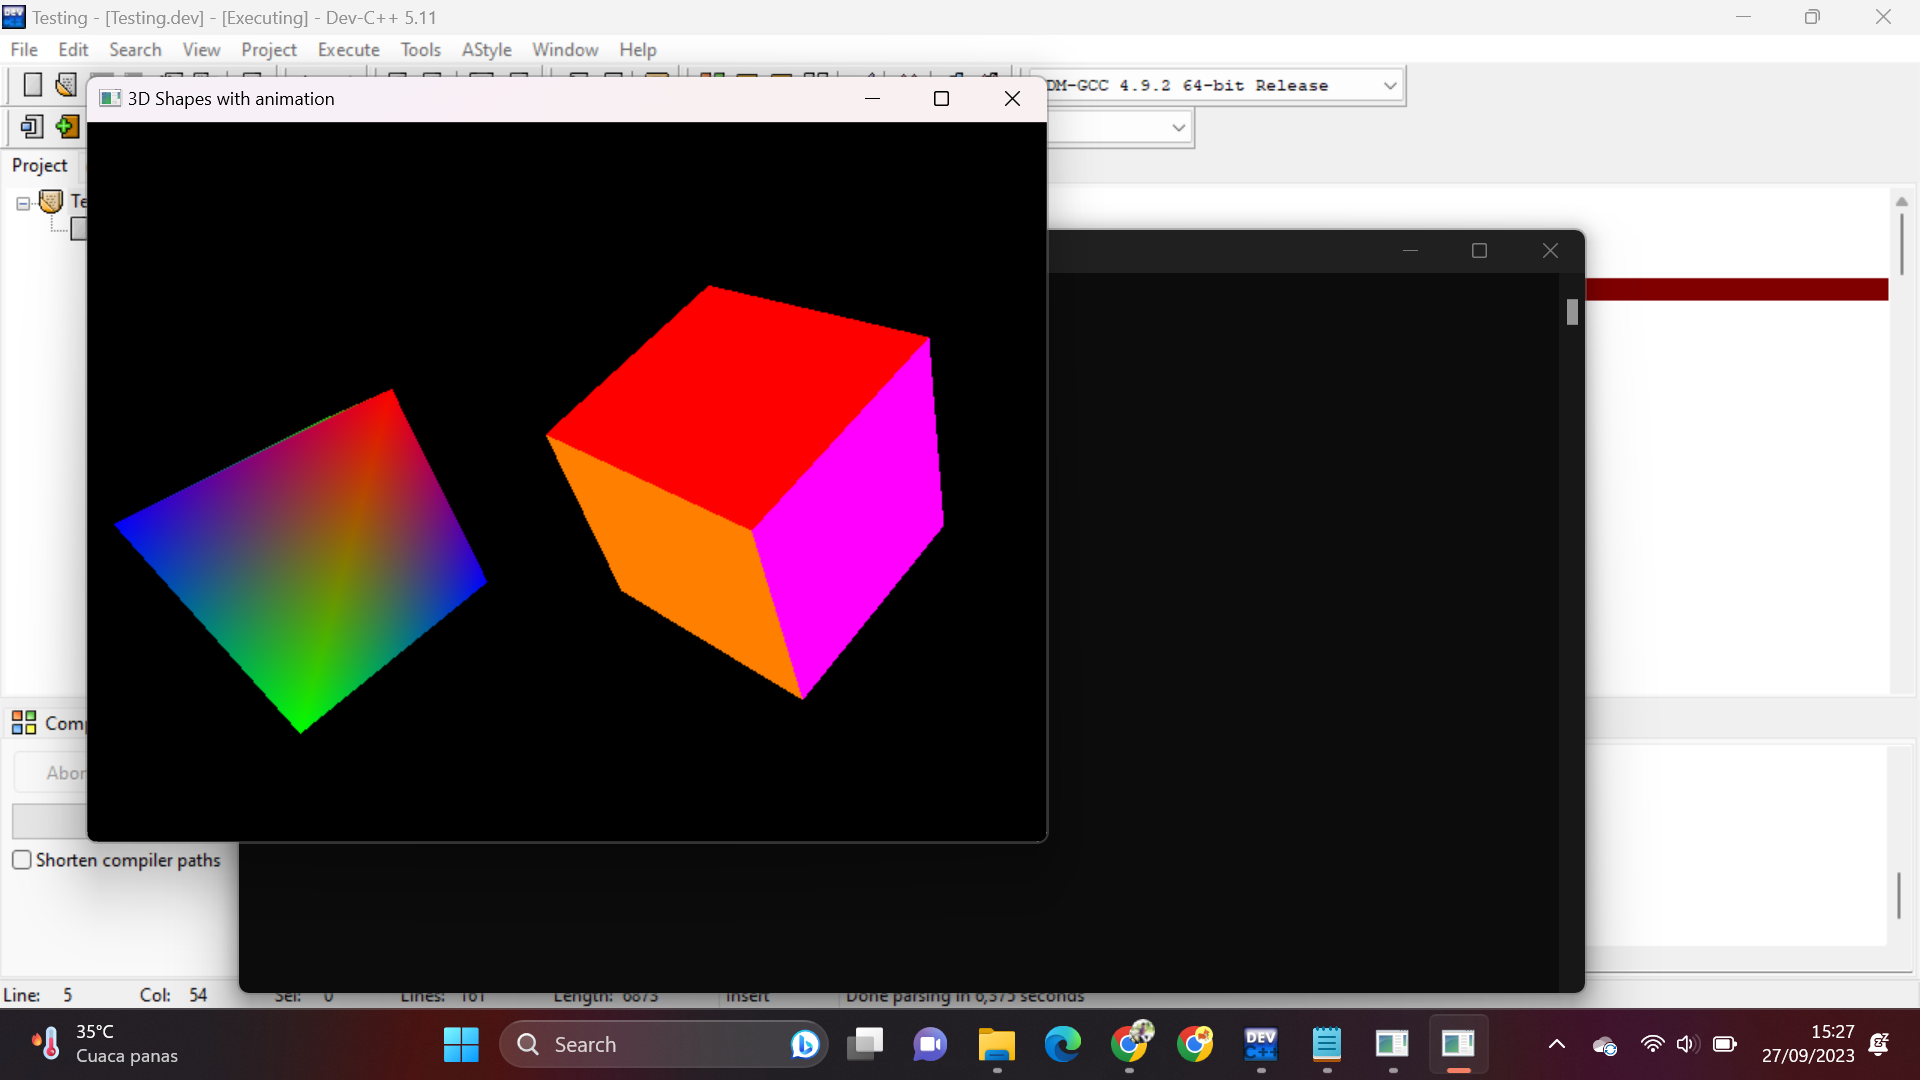 Testing - [Testing.dev] - [Executing] - Dev-C++ 5.11
File Edit Search View Project Execute Tools AStyle Window Help
3D Shapes with animation
DM-GCC 4.9.2 64-bit Release
Project
Te
Comp
Abor
Shorten compiler paths
Line: 5 Col: 54 Sel: 0 Lines: 161 Length: 6873 Insert Done parsing in 6,375 seconds
35°C
Cuaca panas
Search
DEV
C++
15:27
27/09/2023